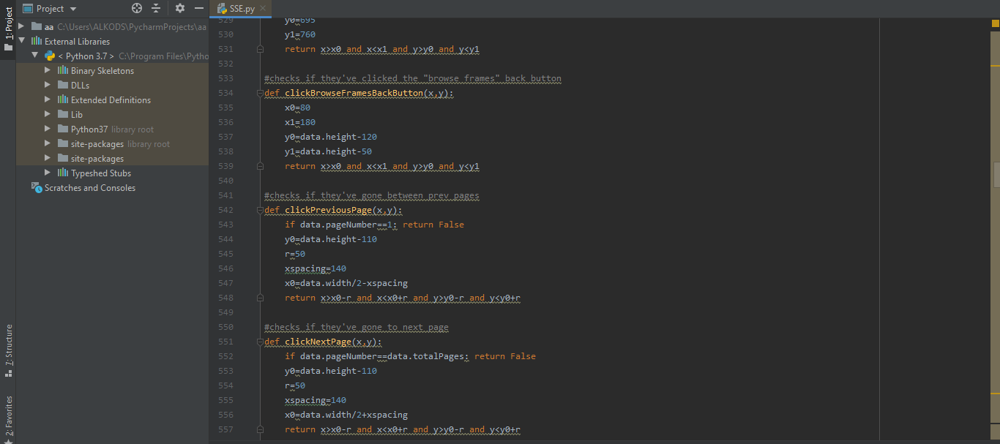 Project
SSE.py
1: Project
aa C:\Users\ALKODS\PycharmProjects\aa
External Libraries
< Python 3.7 > C:\Program Files\Pytho
Binary Skeletons
DLLs
Extended Definitions
Lib
Python37 library root
site-packages library root
site-packages
Typeshed Stubs
Scratches and Consoles
7: Structure
2: Favorites
529 y0=695
530 y1=760
531 return x>x0 and x<x1 and y>y0 and y<y1
532
533 #checks if they've clicked the "browse frames" back button
534 def clickBrowseFramesBackButton(x,y):
535 x0=80
536 x1=180
537 y0=data.height-120
538 y1=data.height-50
539 return x>x0 and x<x1 and y>y0 and y<y1
540
541 #checks if they've gone between prev pages
542 def clickPreviousPage(x,y):
543 if data.pageNumber==1: return False
544 y0=data.height-110
545 r=50
546 xspacing=140
547 x0=data.width/2-xspacing
548 return x>x0-r and x<x0+r and y>y0-r and y<y0+r
549
550 #checks if they've gone to next page
551 def clickNextPage(x,y):
552 if data.pageNumber==data.totalPages: return False
553 y0=data.height-110
554 r=50
555 xspacing=140
556 x0=data.width/2+xspacing
557 return x>x0-r and x<x0+r and y>y0-r and y<y0+r